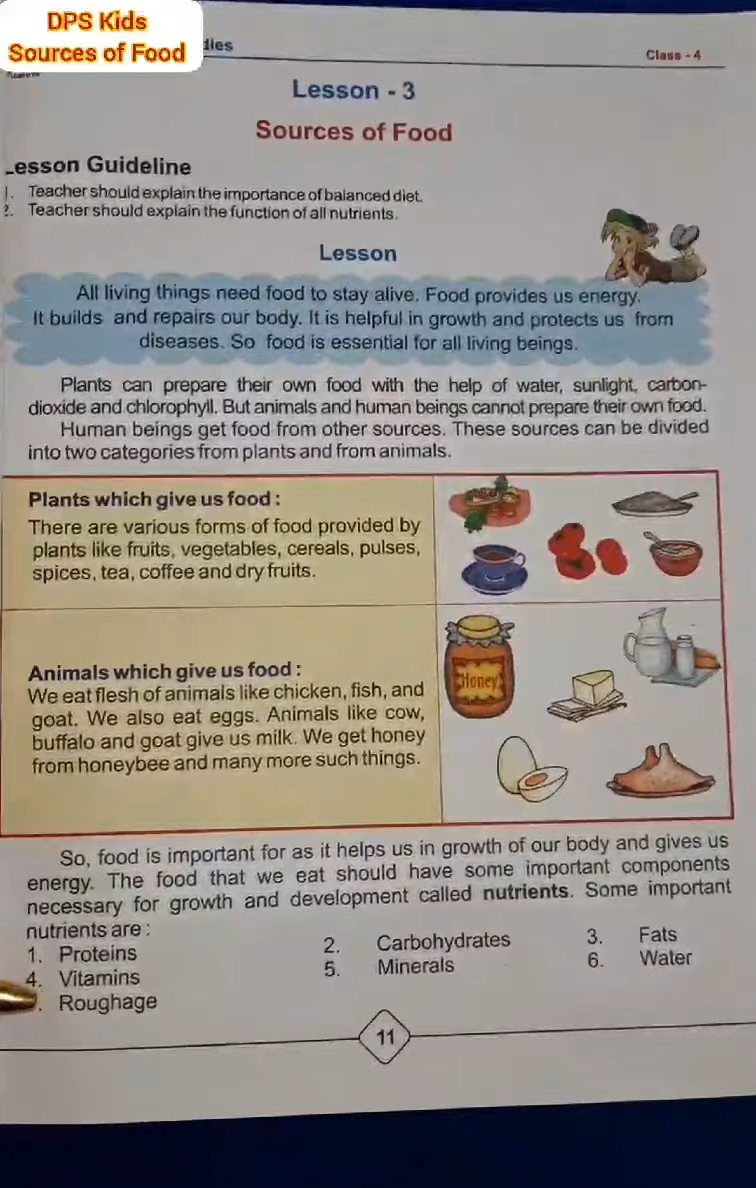 DPS Kids
Sources of Food
Class - 4
Lesson - 3
Sources of Food
Lesson Guideline
1. Teacher should explain the importance of balanced diet.
2. Teacher should explain the function of all nutrients.
Lesson
All living things need food to stay alive. Food provides us energy.
It builds and repairs our body. It is helpful in growth and protects us from
diseases. So food is essential for all living beings.
Plants can prepare their own food with the help of water, sunlight, carbon-
dioxide and chlorophyll. But animals and human beings cannot prepare their own food.
Human beings get food from other sources. These sources can be divided
into two categories from plants and from animals.
Plants which give us food :
There are various forms of food provided by
plants like fruits, vegetables, cereals, pulses,
spices, tea, coffee and dry fruits.
Animals which give us food :
We eat flesh of animals like chicken, fish, and
goat. We also eat eggs. Animals like cow,
buffalo and goat give us milk. We get honey
from honeybee and many more such things.
Honey
So, food is important for as it helps us in growth of our body and gives us
energy. The food that we eat should have some important components
necessary for growth and development called nutrients. Some important
nutrients are :
1. Proteins 2. Carbohydrates 3. Fats
4. Vitamins 5. Minerals 6. Water
. Roughage
11